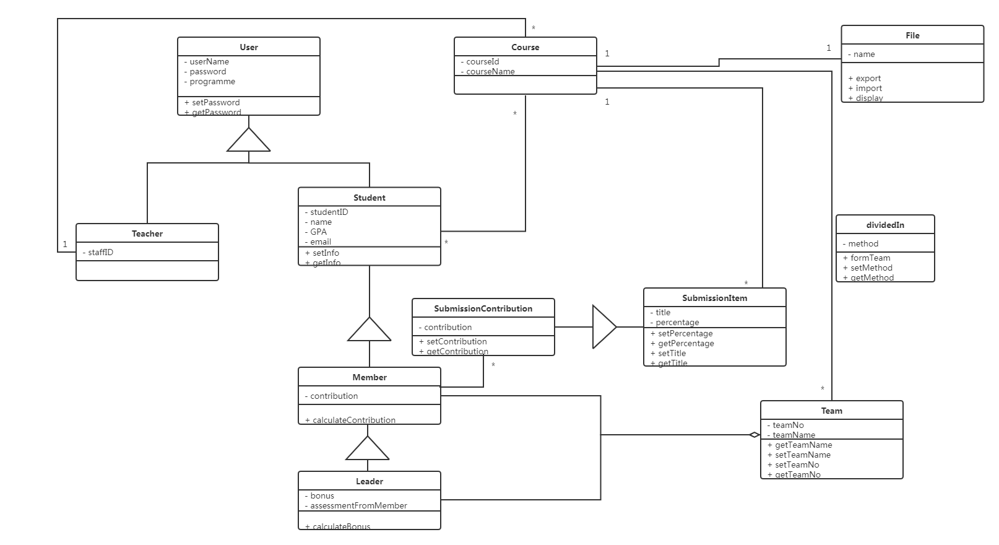 *
User
- userName
- password
- programme
+ setPassword
+ getPassword
Course
- courseId
- courseName
1
1
File
- name
+ export
+ import
+ display
1
*
Student
- studentID
- name
- GPA
- email
+ setInfo
+ getInfo
*
1
Teacher
- staffID
dividedIn
- method
+ formTeam
+ setMethod
+ getMethod
*
SubmissionContribution
- contribution
+ setContribution
+ getContribution
*
SubmissionItem
- title
- percentage
+ setPercentage
+ getPercentage
+ setTitle
+ getTitle
Member
- contribution
+ calculateContribution
*
Team
- teamNo
- teamName
+ getTeamName
+ setTeamName
+ setTeamNo
+ getTeamNo
Leader
- bonus
- assessmentFromMember
+ calculateBonus